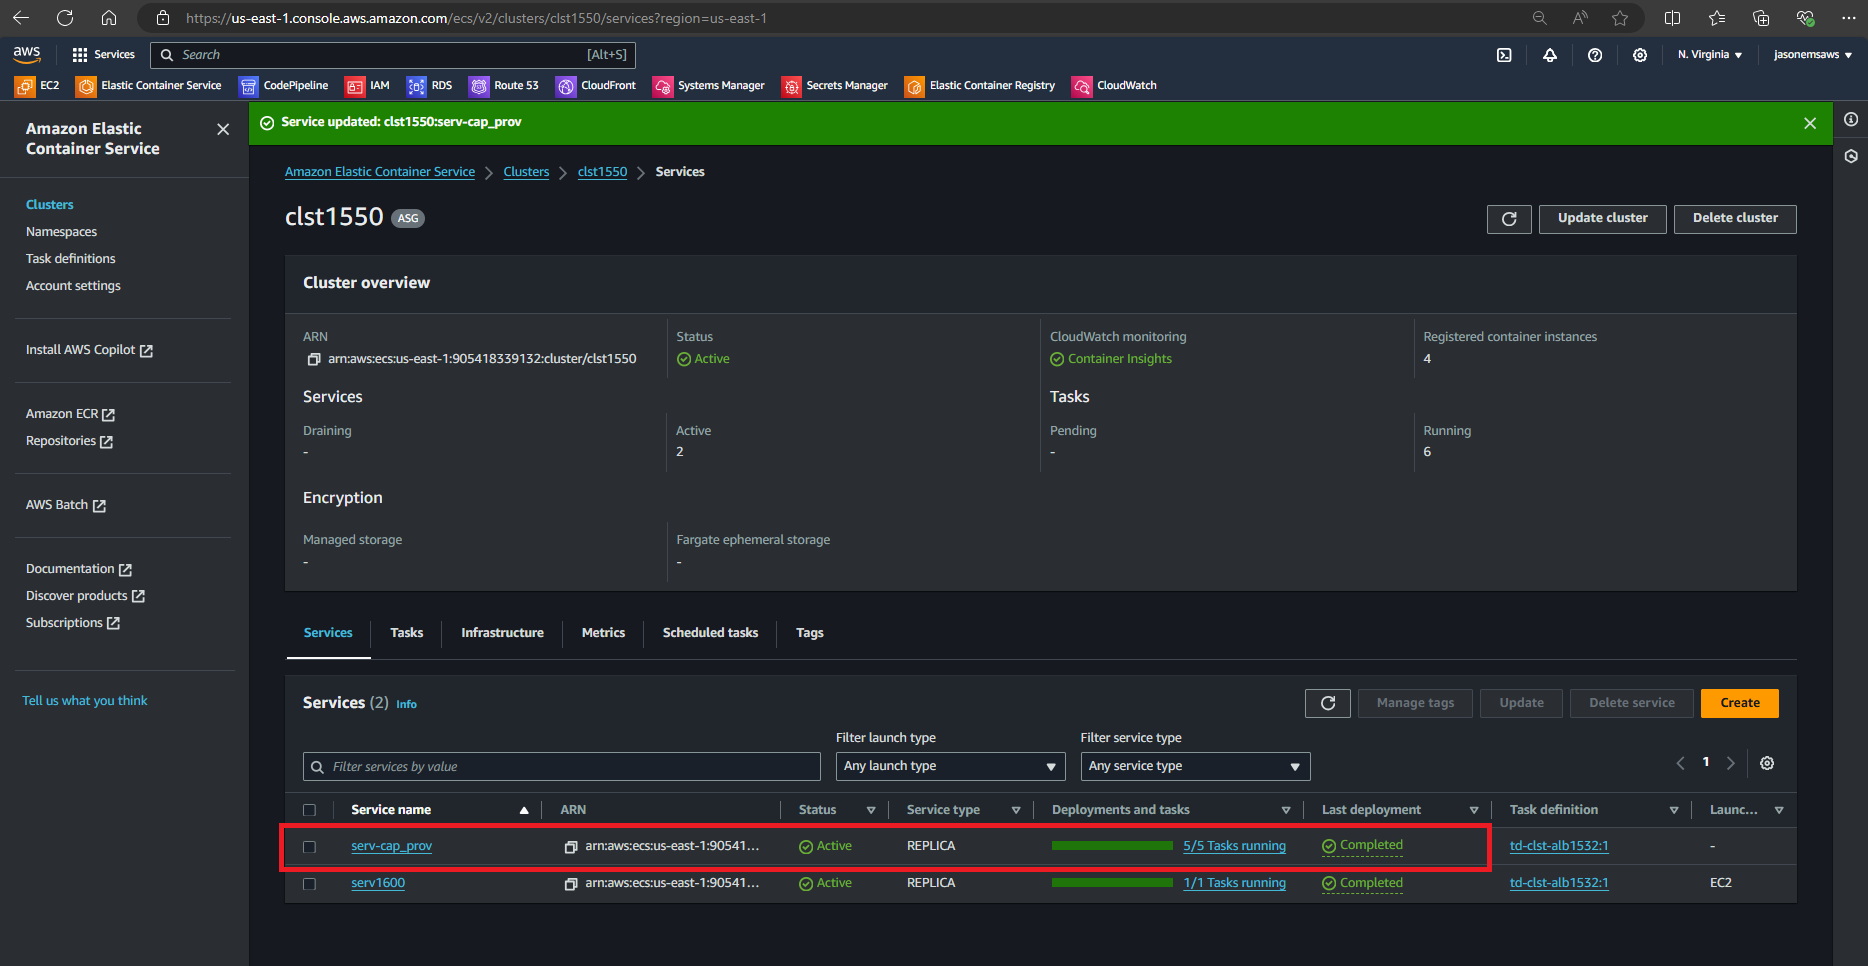 https://us-east-1.console.aws.amazon.com/ecs/v2/clusters/clst1550/services?region=us-east-1
aws Services Search [Alt+S] N. Virginia jasonemsaws
EC2 Elastic Container Service CodePipeline IAM RDS Route 53 CloudFront Systems Manager Secrets Manager Elastic Container Registry CloudWatch
Amazon Elastic
Container Service
Clusters
Namespaces
Task definitions
Account settings
Install AWS Copilot
Amazon ECR
Repositories
AWS Batch
Documentation
Discover products
Subscriptions
Tell us what you think
Service updated: clst1550:serv-cap_prov
Amazon Elastic Container Service Clusters clst1550 Services
clst1550 ASG Update cluster Delete cluster
Cluster overview
ARN Status CloudWatch monitoring Registered container instances
arn:aws:ecs:us-east-1:905418339132:cluster/clst1550 Active Container Insights 4
Services Tasks
Draining Active Pending Running
- 2 - 6
Encryption
Managed storage Fargate ephemeral storage
- -
Services Tasks Infrastructure Metrics Scheduled tasks Tags
Services (2) Info Manage tags Update Delete service Create
Filter launch type Filter service type
Filter services by value Any launch type Any service type 1
Service name ARN Status Service type Deployments and tasks Last deployment Task definition Launc...
serv-cap_prov arn:aws:ecs:us-east-1:90541... Active REPLICA 5/5 Tasks running Completed td-clst-alb1532:1 -
serv1600 arn:aws:ecs:us-east-1:90541... Active REPLICA 1/1 Tasks running Completed td-clst-alb1532:1 EC2